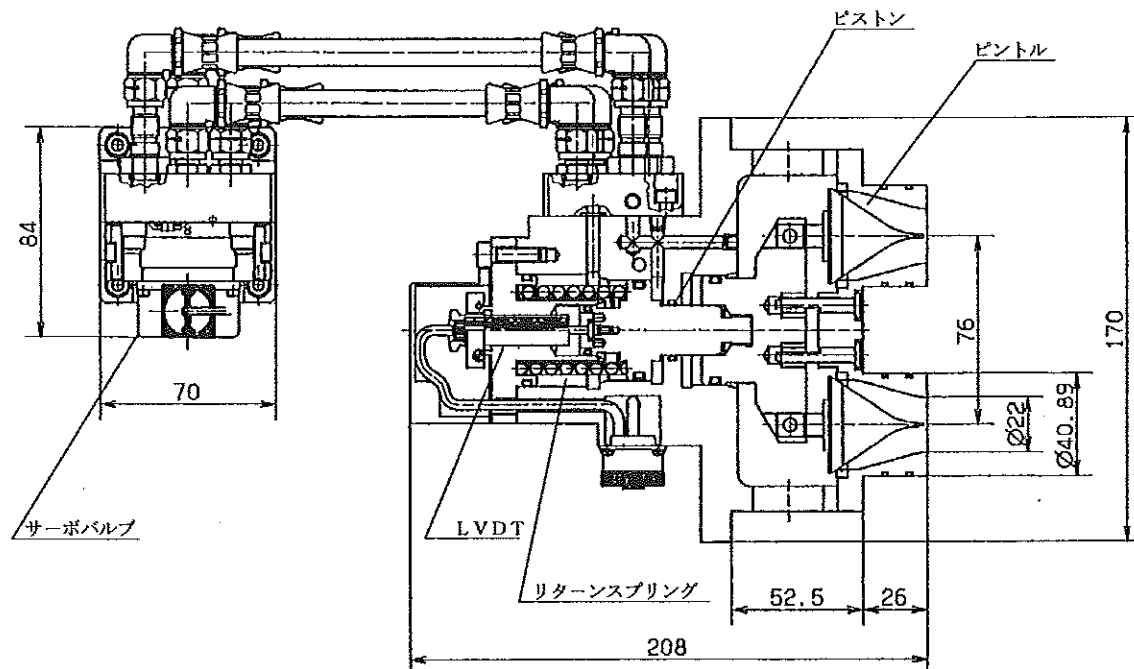 ピストン
ピントル
84
70
サーボバルブ
LVDT
リターンスプリング
76
170
Ø22
Ø40.89
52.5
26
208